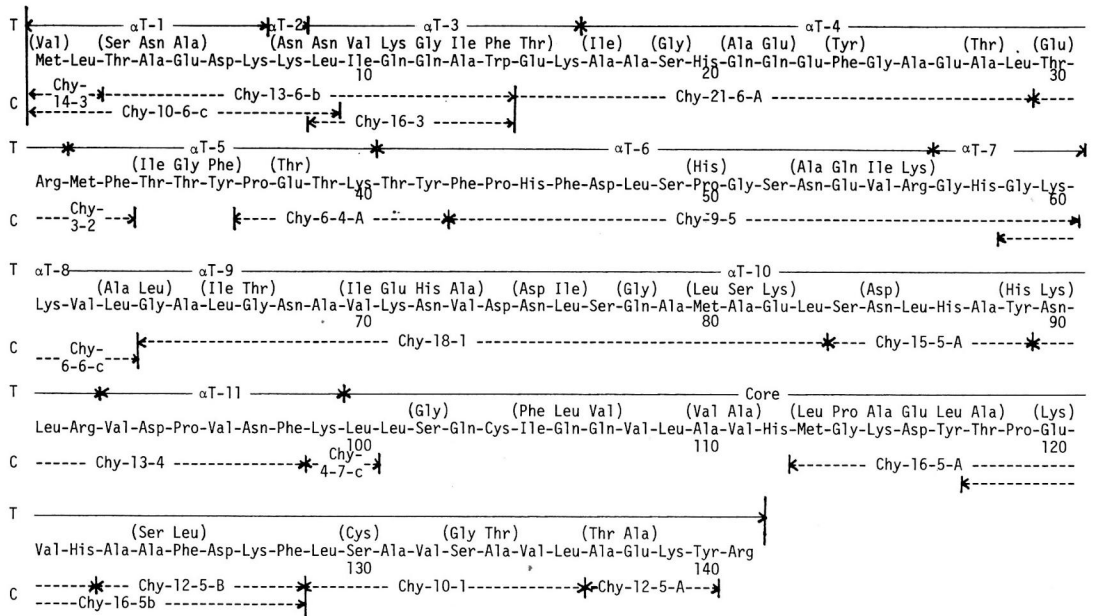 T αT-1 αT-2 αT-3 αT-4
(Val) (Ser Asn Ala) (Asn Asn Val Lys Gly Ile Phe Thr) (Ile) (Gly) (Ala Glu) (Tyr) (Thr) (Glu)
Met-Leu-Thr-Ala-Glu-Asp-Lys-Lys-Leu-Ile-Gln-Gln-Ala-Trp-Glu-Lys-Ala-Ala-Ser-His-Gln-Gln-Glu-Phe-Gly-Ala-Glu-Ala-Leu-Thr-
10 20 30
C Chy-14-3 Chy-13-6-b Chy-21-6-A
Chy-10-6-c
Chy-16-3
T αT-5 αT-6 αT-7
(Ile Gly Phe) (Thr) (His) (Ala Gln Ile Lys)
Arg-Met-Phe-Thr-Thr-Tyr-Pro-Glu-Thr-Lys-Thr-Tyr-Phe-Pro-His-Phe-Asp-Leu-Ser-Pro-Gly-Ser-Asn-Glu-Val-Arg-Gly-His-Gly-Lys-
40 50 60
C Chy-3-2 Chy-6-4-A Chy-9-5
T αT-8 αT-9 αT-10
(Ala Leu) (Ile Thr) (Ile Glu His Ala) (Asp Ile) (Gly) (Leu Ser Lys) (Asp) (His Lys)
Lys-Val-Leu-Gly-Ala-Leu-Gly-Asn-Ala-Val-Lys-Asn-Val-Asp-Asn-Leu-Ser-Gln-Ala-Met-Ala-Glu-Leu-Ser-Asn-Leu-His-Ala-Tyr-Asn-
70 80 90
C Chy-6-6-c Chy-18-1 Chy-15-5-A
T αT-11 Core
(Gly) (Phe Leu Val) (Val Ala) (Leu Pro Ala Glu Leu Ala) (Lys)
Leu-Arg-Val-Asp-Pro-Val-Asn-Phe-Lys-Leu-Leu-Ser-Gln-Cys-Ile-Gln-Gln-Val-Leu-Ala-Val-His-Met-Gly-Lys-Asp-Tyr-Thr-Pro-Glu-
100 110 120
C Chy-13-4 Chy-4-7-c Chy-16-5-A
T
(Ser Leu) (Cys) (Gly Thr) (Thr Ala)
Val-His-Ala-Ala-Phe-Asp-Lys-Phe-Leu-Ser-Ala-Val-Ser-Ala-Val-Leu-Ala-Glu-Lys-Tyr-Arg
130 140
C Chy-12-5-B Chy-10-1 Chy-12-5-A
Chy-16-5b